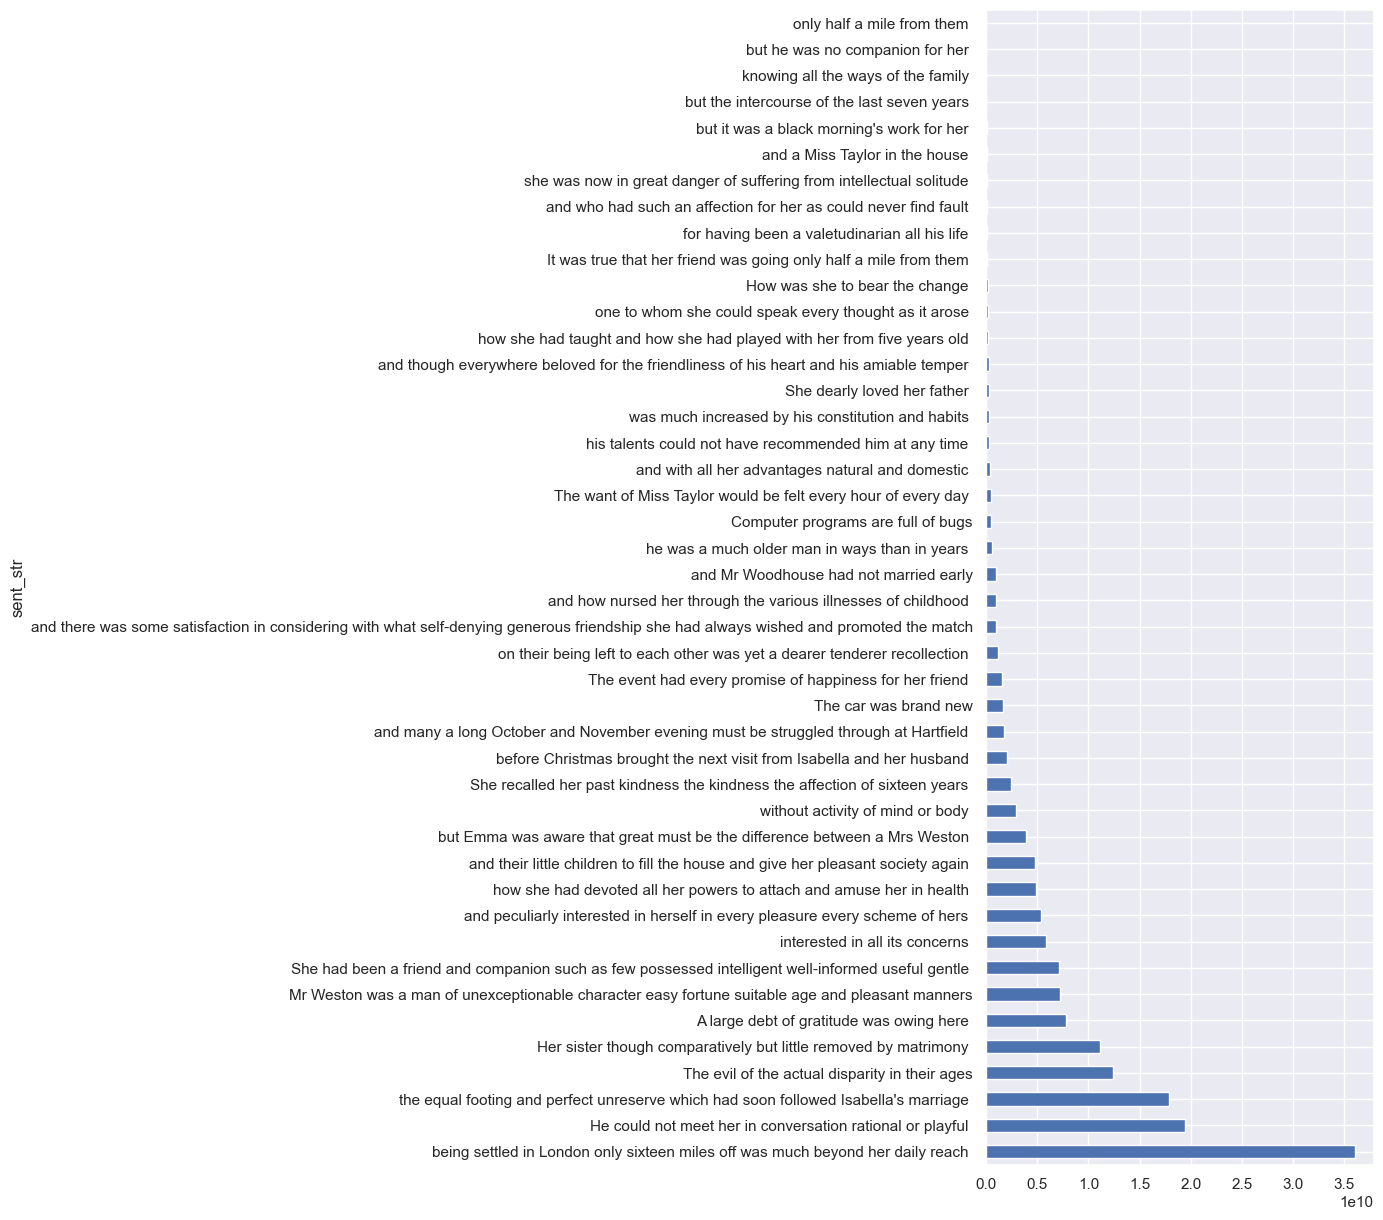 only half a mile from them
but he was no companion for her
knowing all the ways of the family
but the intercourse of the last seven years
but it was a black morning's work for her
and a Miss Taylor in the house
she was now in great danger of suffering from intellectual solitude
and who had such an affection for her as could never find fault
for having been a valetudinarian all his life
It was true that her friend was going only half a mile from them
How was she to bear the change
one to whom she could speak every thought as it arose
how she had taught and how she had played with her from five years old
and though everywhere beloved for the friendliness of his heart and his amiable temper
She dearly loved her father
was much increased by his constitution and habits
his talents could not have recommended him at any time
and with all her advantages natural and domestic
The want of Miss Taylor would be felt every hour of every day
Computer programs are full of bugs
he was a much older man in ways than in years
and Mr Woodhouse had not married early
and how nursed her through the various illnesses of childhood
and there was some satisfaction in considering with what self-denying generous friendship she had always wished and promoted the match
on their being left to each other was yet a dearer tenderer recollection
The event had every promise of happiness for her friend
The car was brand new
and many a long October and November evening must be struggled through at Hartfield
before Christmas brought the next visit from Isabella and her husband
She recalled her past kindness the kindness the affection of sixteen years
without activity of mind or body
but Emma was aware that great must be the difference between a Mrs Weston
and their little children to fill the house and give her pleasant society again
how she had devoted all her powers to attach and amuse her in health
and peculiarly interested in herself in every pleasure every scheme of hers
interested in all its concerns
She had been a friend and companion such as few possessed intelligent well-informed useful gentle
Mr Weston was a man of unexceptionable character easy fortune suitable age and pleasant manners
A large debt of gratitude was owing here
Her sister though comparatively but little removed by matrimony
The evil of the actual disparity in their ages
the equal footing and perfect unreserve which had soon followed Isabella's marriage
He could not meet her in conversation rational or playful
being settled in London only sixteen miles off was much beyond her daily reach
sent_str
0.0 0.5 1.0 1.5 2.0 2.5 3.0 3.5
1e10